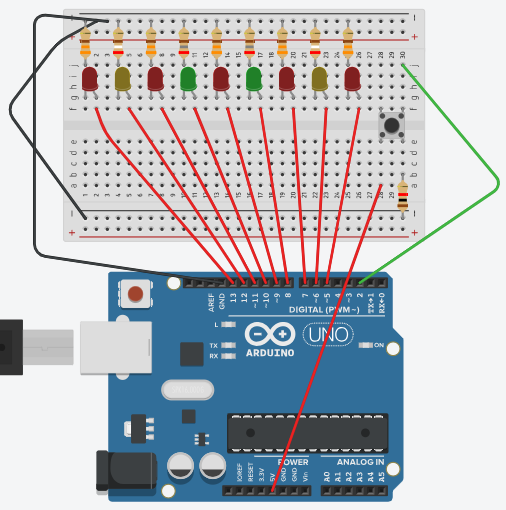 j
i
h
g
f
e
d
c
b
a
AREF
GND
13
12
~11
~10
~9
8
7
~6
~5
4
~3
2
TX→1
RX←0
DIGITAL (PWM~)
L
TX
RX
ARDUINO
UNO
ON
POWER
ANALOG IN
IOREF
RESET
3.3V
5V
GND
GND
Vin
A0
A1
A2
A3
A4
A5